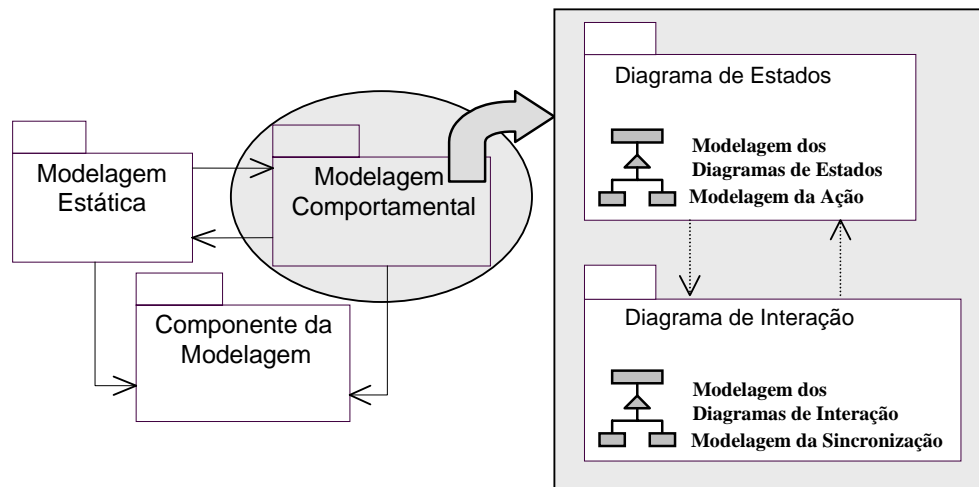 Modelagem
Estática
Modelagem
Comportamental
Componente da
Modelagem
Diagrama de Estados
Modelagem dos
Diagramas de Estados
Modelagem da Ação
Diagrama de Interação
Modelagem dos
Diagramas de Interação
Modelagem da Sincronização